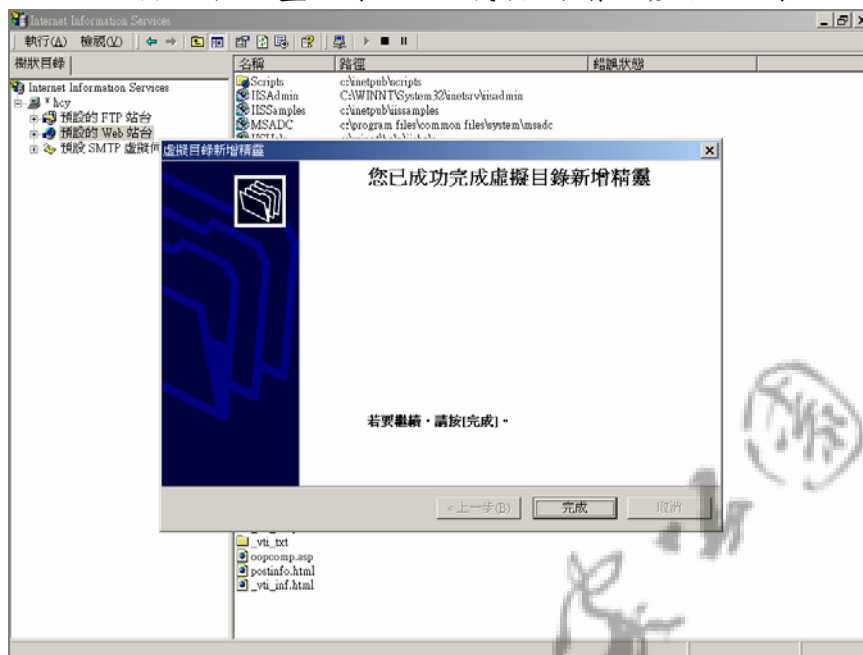 Internet Information Services
執行(A) 檢視(V)
樹狀目錄
名稱 路徑 錯誤狀態
Internet Information Services
* hcy
預設的 FTP 站台
預設的 Web 站台
預設 SMTP 虛擬伺
Scripts c:\inetpub\scripts
IISAdmin C:\WINNT\System32\inetsrv\iisadmin
IISSamples c:\inetpub\iissamples
MSADC c:\program files\common files\system\msadc
虛擬目錄新增精靈
您已成功完成虛擬目錄新增精靈
若要繼續，請按[完成]。
<上一步(B) 完成 取消
_vti_txt
oopcomp.asp
postinfo.html
_vti_inf.html